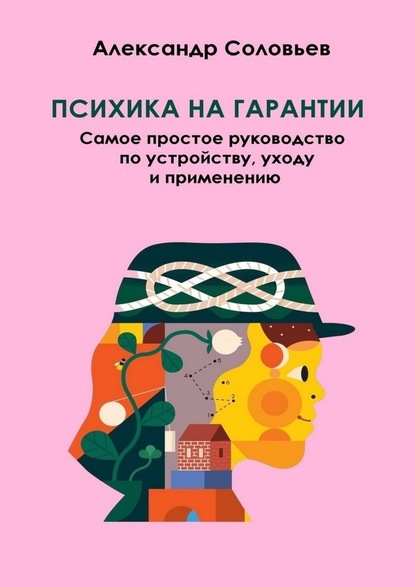 Александр Соловьев
ПСИХИКА НА ГАРАНТИИ
Самое простое руководство
по устройству, уходу
и применению